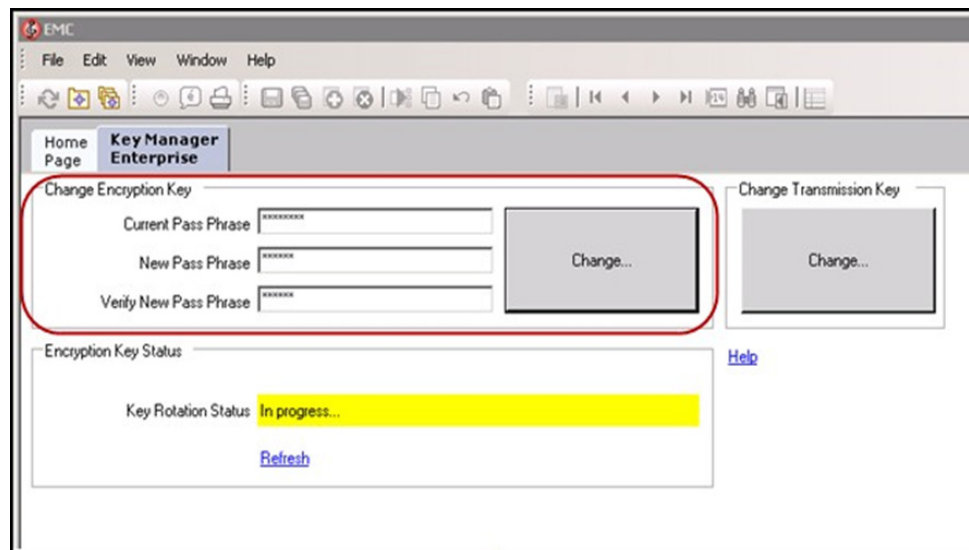 EMC
File Edit View Window Help
Home Page
Key Manager Enterprise
Change Encryption Key
Current Pass Phrase ********
New Pass Phrase ******
Verify New Pass Phrase ******
Change...
Change Transmission Key
Change...
Encryption Key Status
Help
Key Rotation Status In progress...
Refresh